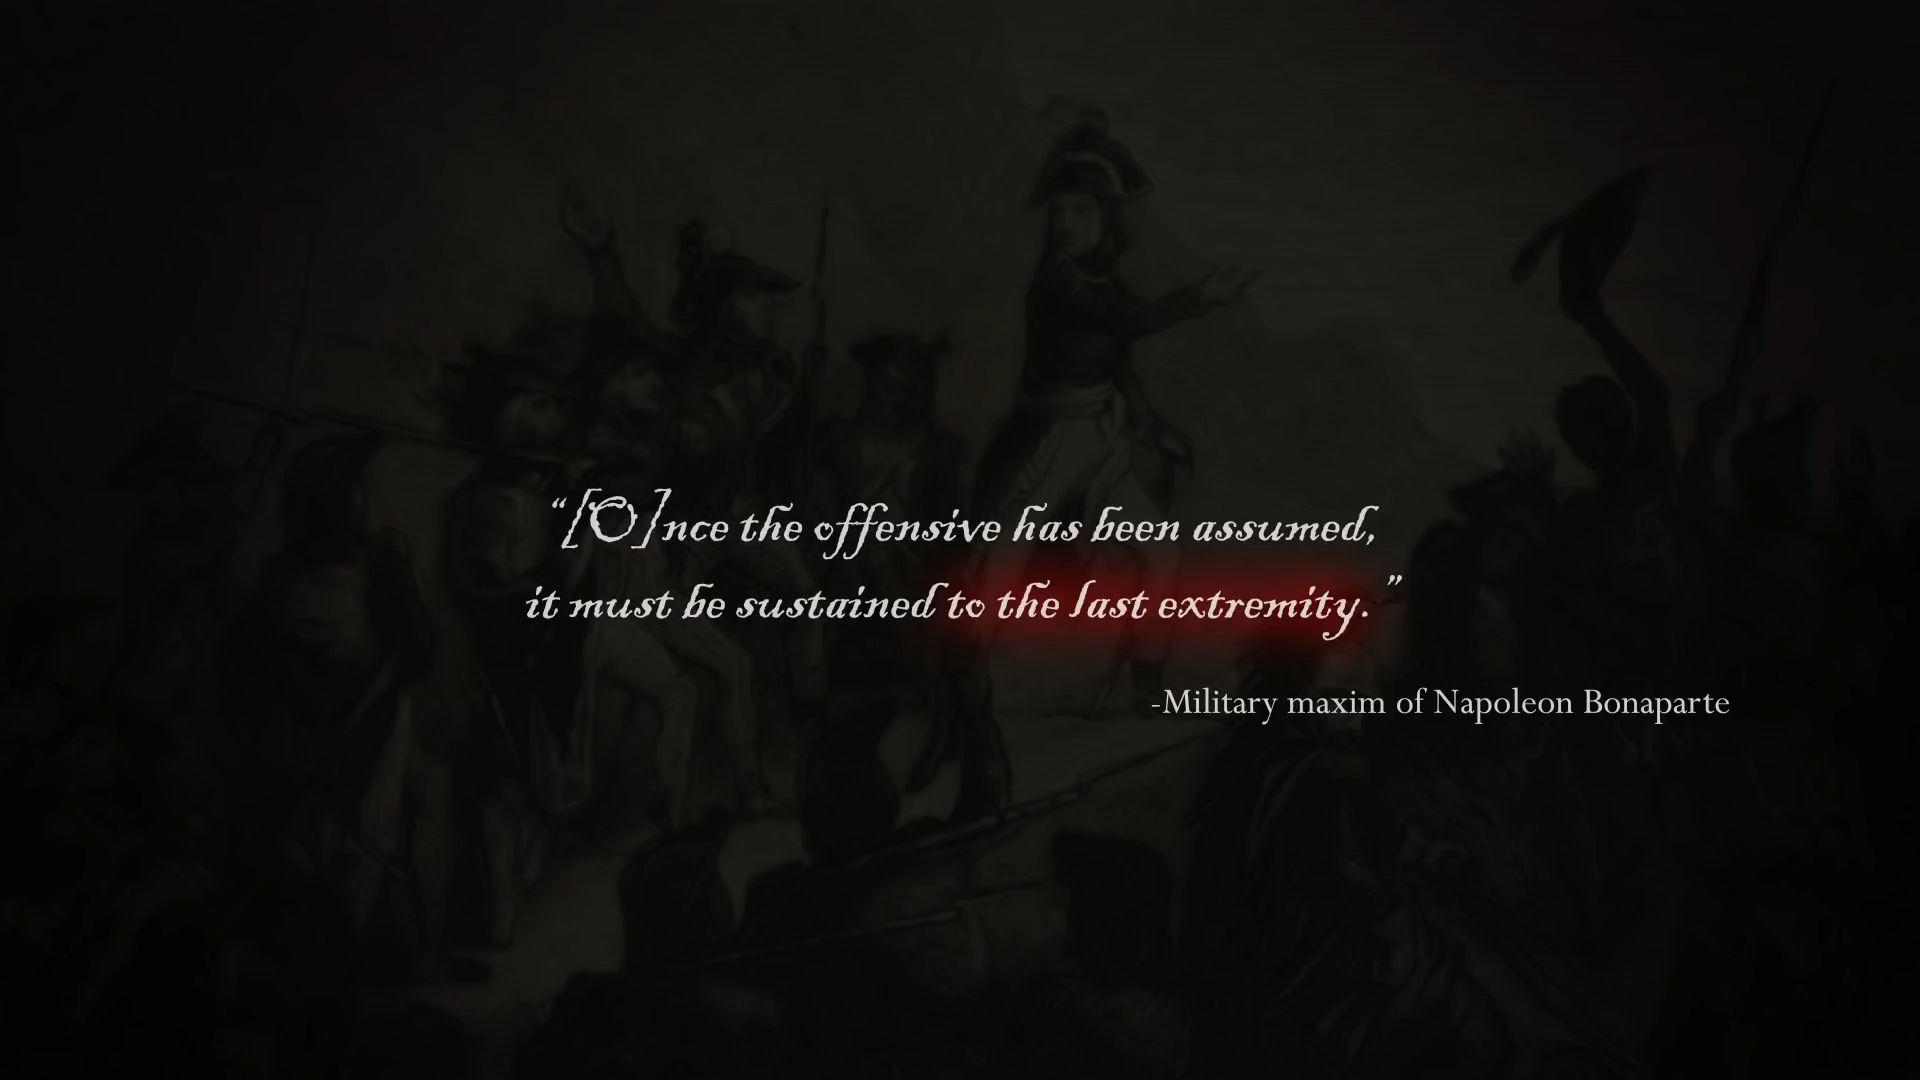 “[O]nce the offensive has been assumed,
it must be sustained to the last extremity.”
-Military maxim of Napoleon Bonaparte